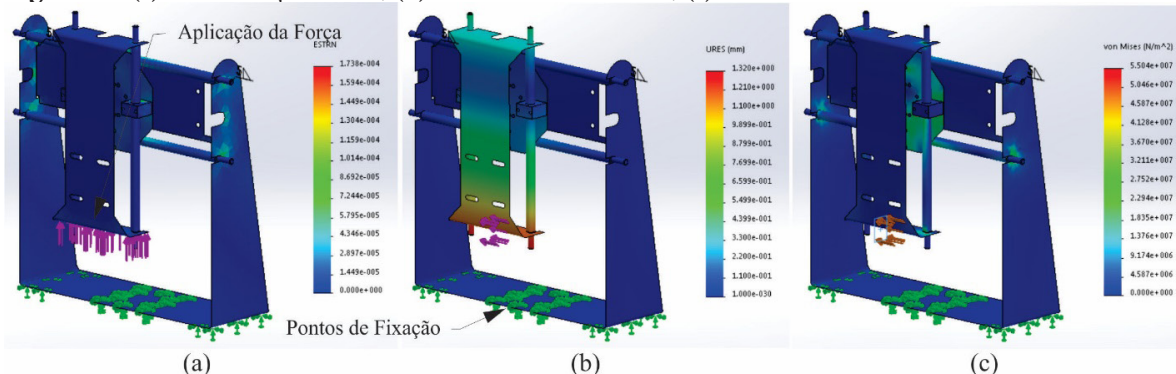 Aplicação da Força
ESTRN
1.738e-004
1.594e-004
1.449e-004
1.304e-004
1.159e-004
1.014e-004
8.692e-005
7.244e-005
5.795e-005
4.346e-005
2.897e-005
1.449e-005
0.000e+000
(a)
URES (mm)
1.320e+000
1.210e+000
1.100e+000
9.899e-001
8.799e-001
7.699e-001
6.599e-001
5.499e-001
4.399e-001
3.300e-001
2.200e-001
1.100e-001
1.000e-030
Pontos de Fixação
(b)
von Mises (N/m^2)
5.504e+007
5.046e+007
4.587e+007
4.128e+007
3.670e+007
3.211e+007
2.752e+007
2.294e+007
1.835e+007
1.376e+007
9.174e+006
4.587e+006
0.000e+000
(c)